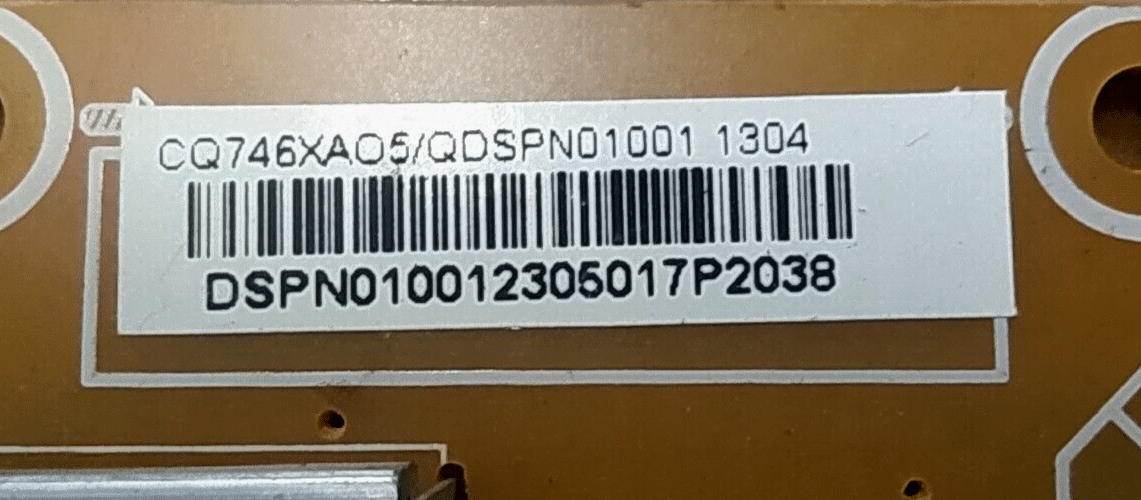 CQ746XAO5/QDSPN01001 1304
DSPN010012305017P2038